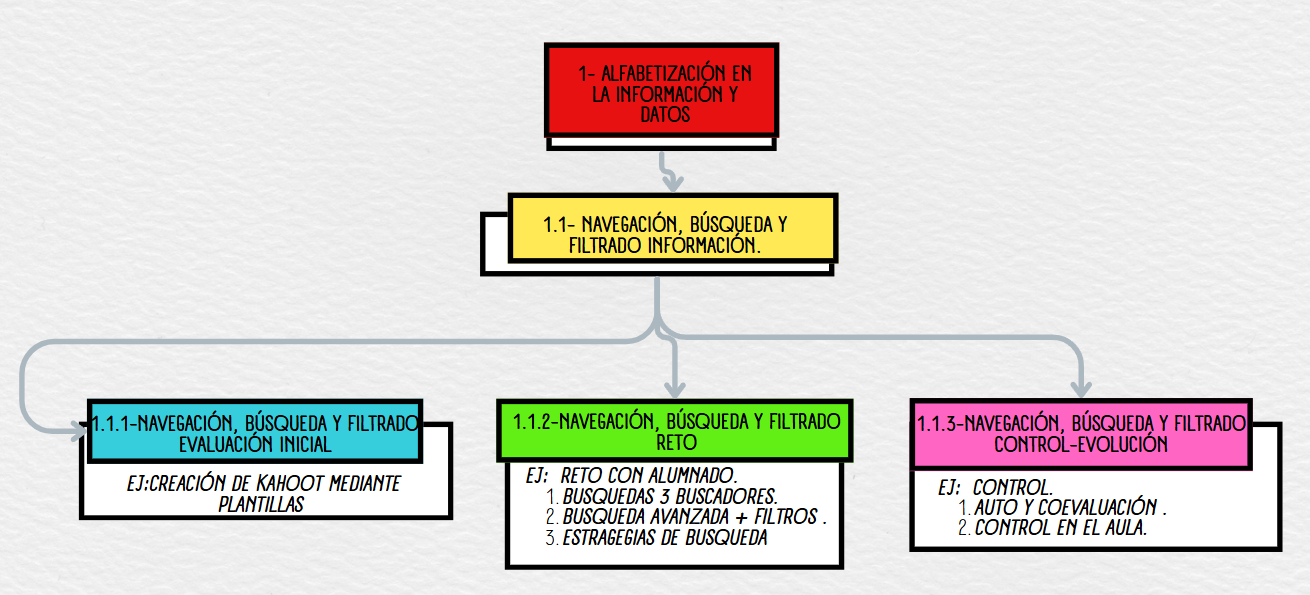 1- ALFABETIZACIÓN EN
LA INFORMACIÓN Y
DATOS
1.1- NAVEGACIÓN, BÚSQUEDA Y
FILTRADO INFORMACIÓN.
1.1.1-NAVEGACIÓN, BÚSQUEDA Y FILTRADO
EVALUACIÓN INICIAL
EJ:CREACIÓN DE KAHOOT MEDIANTE
PLANTILLAS
1.1.2-NAVEGACIÓN, BÚSQUEDA Y FILTRADO
RETO
EJ: RETO CON ALUMNADO.
1. BUSQUEDAS 3 BUSCADORES.
2. BUSQUEDA AVANZADA + FILTROS .
3. ESTRAGEGIAS DE BUSQUEDA
1.1.3-NAVEGACIÓN, BÚSQUEDA Y FILTRADO
CONTROL-EVOLUCIÓN
EJ: CONTROL.
1. AUTO Y COEVALUACIÓN .
2. CONTROL EN EL AULA.